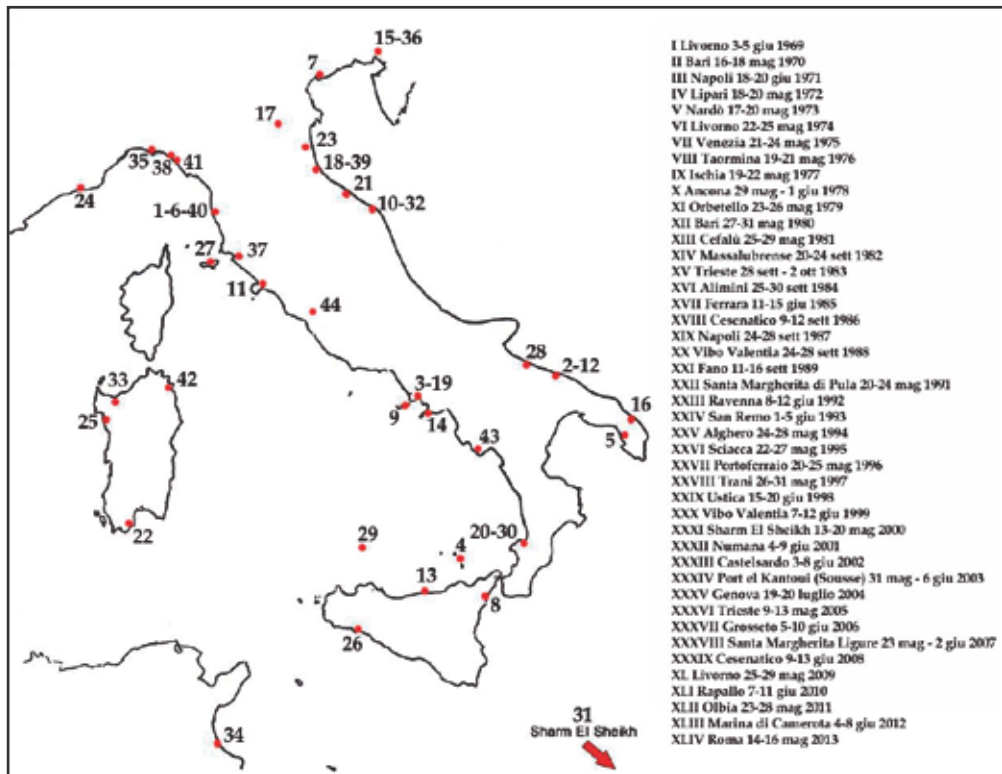 15-36
7
17
23
35
38
41
18-39
24
21
10-32
1-6-40
27
37
11
44
28
2-12
33
42
3-19
16
9
14
25
5
43
22
29
20-30
4
13
8
26
34
31
Sharm El Sheikh
I Livorno 3-5 giu 1969
II Bari 16-18 mag 1970
III Napoli 18-20 giu 1971
IV Lipari 18-20 mag 1972
V Nardò 17-20 mag 1973
VI Livorno 22-25 mag 1974
VII Venezia 21-24 mag 1975
VIII Taormina 19-21 mag 1976
IX Ischia 19-22 mag 1977
X Ancona 29 mag - 1 giu 1978
XI Orbetello 23-26 mag 1979
XII Bari 27-31 mag 1980
XIII Cefalù 25-29 mag 1981
XIV Massalubrense 20-24 sett 1982
XV Trieste 28 sett - 2 ott 1983
XVI Alimini 25-30 sett 1984
XVII Ferrara 11-15 giu 1985
XVIII Cesenatico 9-12 sett 1986
XIX Napoli 24-28 sett 1987
XX Vibo Valentia 24-28 sett 1988
XXI Fano 11-16 sett 1989
XXII Santa Margherita di Pula 20-24 mag 1991
XXIII Ravenna 8-12 giu 1992
XXIV San Remo 1-5 giu 1993
XXV Alghero 24-28 mag 1994
XXVI Sciacca 22-27 mag 1995
XXVII Portoferraio 20-25 mag 1996
XXVIII Trani 26-31 mag 1997
XXIX Ustica 15-20 giu 1998
XXX Vibo Valentia 7-12 giu 1999
XXXI Sharm El Sheikh 13-20 mag 2000
XXXII Numana 4-9 giu 2001
XXXIII Castelsardo 3-8 giu 2002
XXXIV Port el Kantoui (Sousse) 31 mag - 6 giu 2003
XXXV Genova 19-20 luglio 2004
XXXVI Trieste 9-13 mag 2005
XXXVII Grosseto 5-10 giu 2006
XXXVIII Santa Margherita Ligure 23 mag - 2 giu 2007
XXXIX Cesenatico 9-13 giu 2008
XL Livorno 25-29 mag 2009
XLI Rapallo 7-11 giu 2010
XLII Olbia 23-28 mag 2011
XLIII Marina di Camerota 4-8 giu 2012
XLIV Roma 14-16 mag 2013